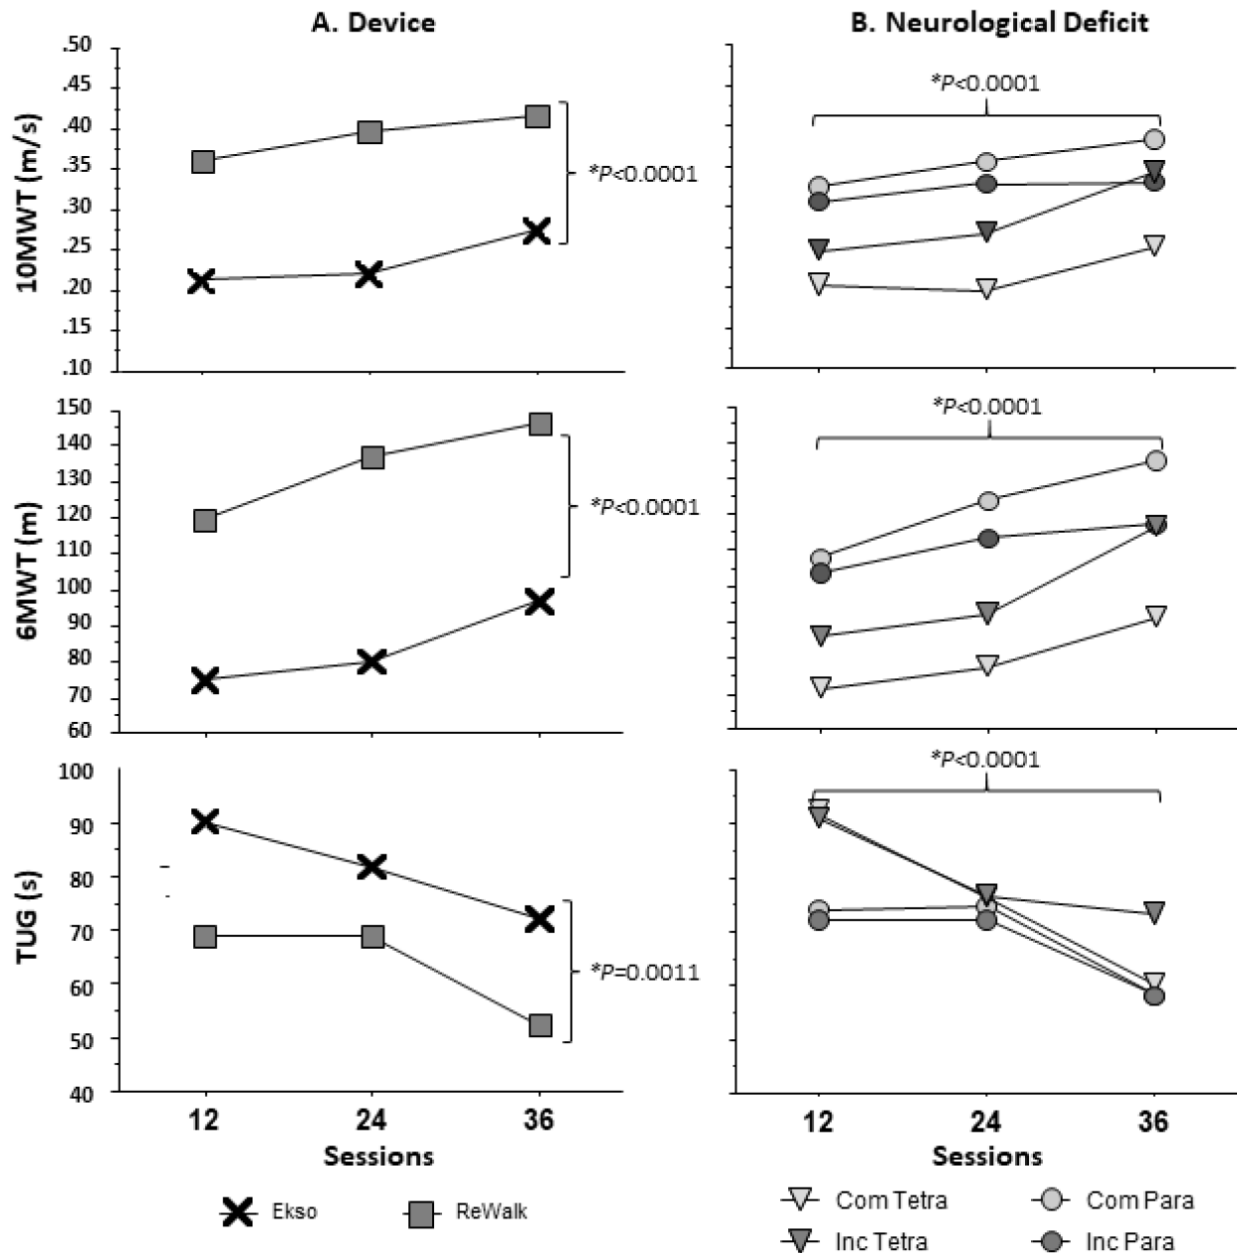 A. Device
B. Neurological Deficit
10MWT (m/s)
.50
.45
.40
.35
.30
.25
.20
.15
.10
*P<0.0001
*P<0.0001
6MWT (m)
150
140
130
120
110
100
90
80
70
60
*P<0.0001
*P<0.0001
TUG (s)
100
90
80
70
60
50
40
*P=0.0011
*P<0.0001
12 24 36
Sessions
12 24 36
Sessions
Ekso ReWalk
Com Tetra Com Para
Inc Tetra Inc Para